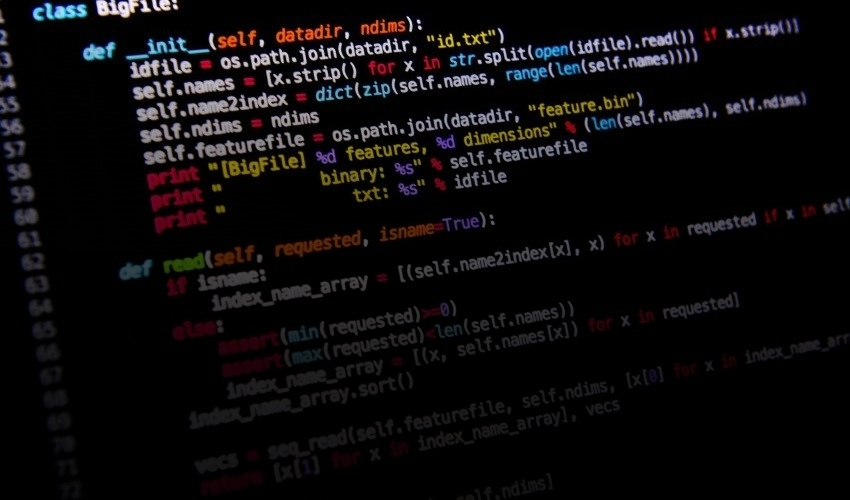 class BigFile:
52
53 def __init__(self, datadir, ndims):
54 idfile = os.path.join(datadir, "id.txt")
55 self.names = [x.strip() for x in str.split(open(idfile).read()) if x.strip()]
56 self.name2index = dict(zip(self.names, range(len(self.names))))
57 self.ndims = ndims
58 self.featurefile = os.path.join(datadir, "feature.bin")
59 print "[BigFile] %d features, %d dimensions" % (len(self.names), self.ndims)
60 print " binary: %s" % self.featurefile
61 print " txt: %s" % idfile
62
63 def read(self, requested, isname=True):
64 if isname:
65 index_name_array = [(self.name2index[x], x) for x in requested if x in self
66 else:
67 assert(min(requested)>=0)
68 assert(max(requested)<len(self.names))
69 index_name_array = [(x, self.names[x]) for x in requested]
70 index_name_array.sort()
71
72 vecs = seq_read(self.featurefile, self.ndims, [x[0] for x in index_name_arr
return [x[1] for x in index_name_array], vecs
self.ndims]